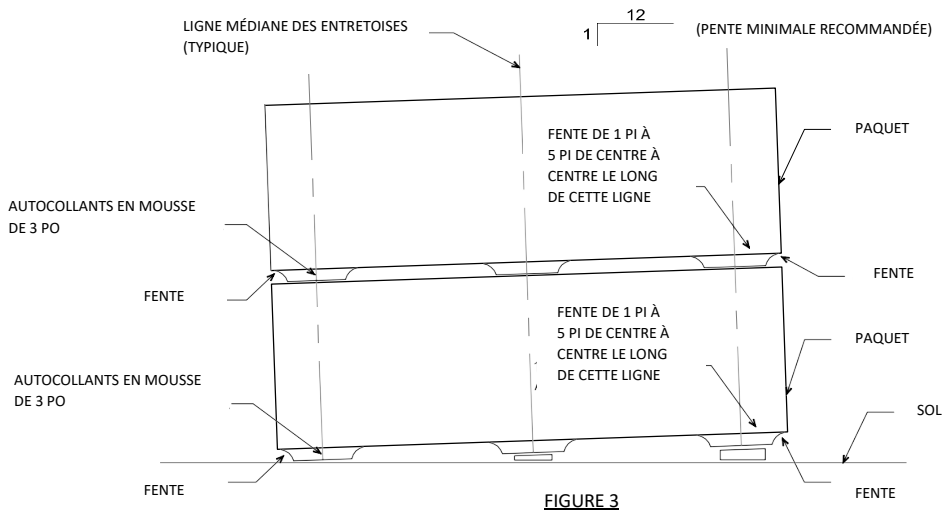 LIGNE MÉDIANE DES ENTRETOISES
(TYPIQUE)
12
1
(PENTE MINIMALE RECOMMANDÉE)
FENTE DE 1 PI À
5 PI DE CENTRE À
CENTRE LE LONG
DE CETTE LIGNE
PAQUET
AUTOCOLLANTS EN MOUSSE
DE 3 PO
FENTE
FENTE
FENTE DE 1 PI À
5 PI DE CENTRE À
CENTRE LE LONG
DE CETTE LIGNE
PAQUET
AUTOCOLLANTS EN MOUSSE
DE 3 PO
SOL
FENTE
FENTE
FIGURE 3